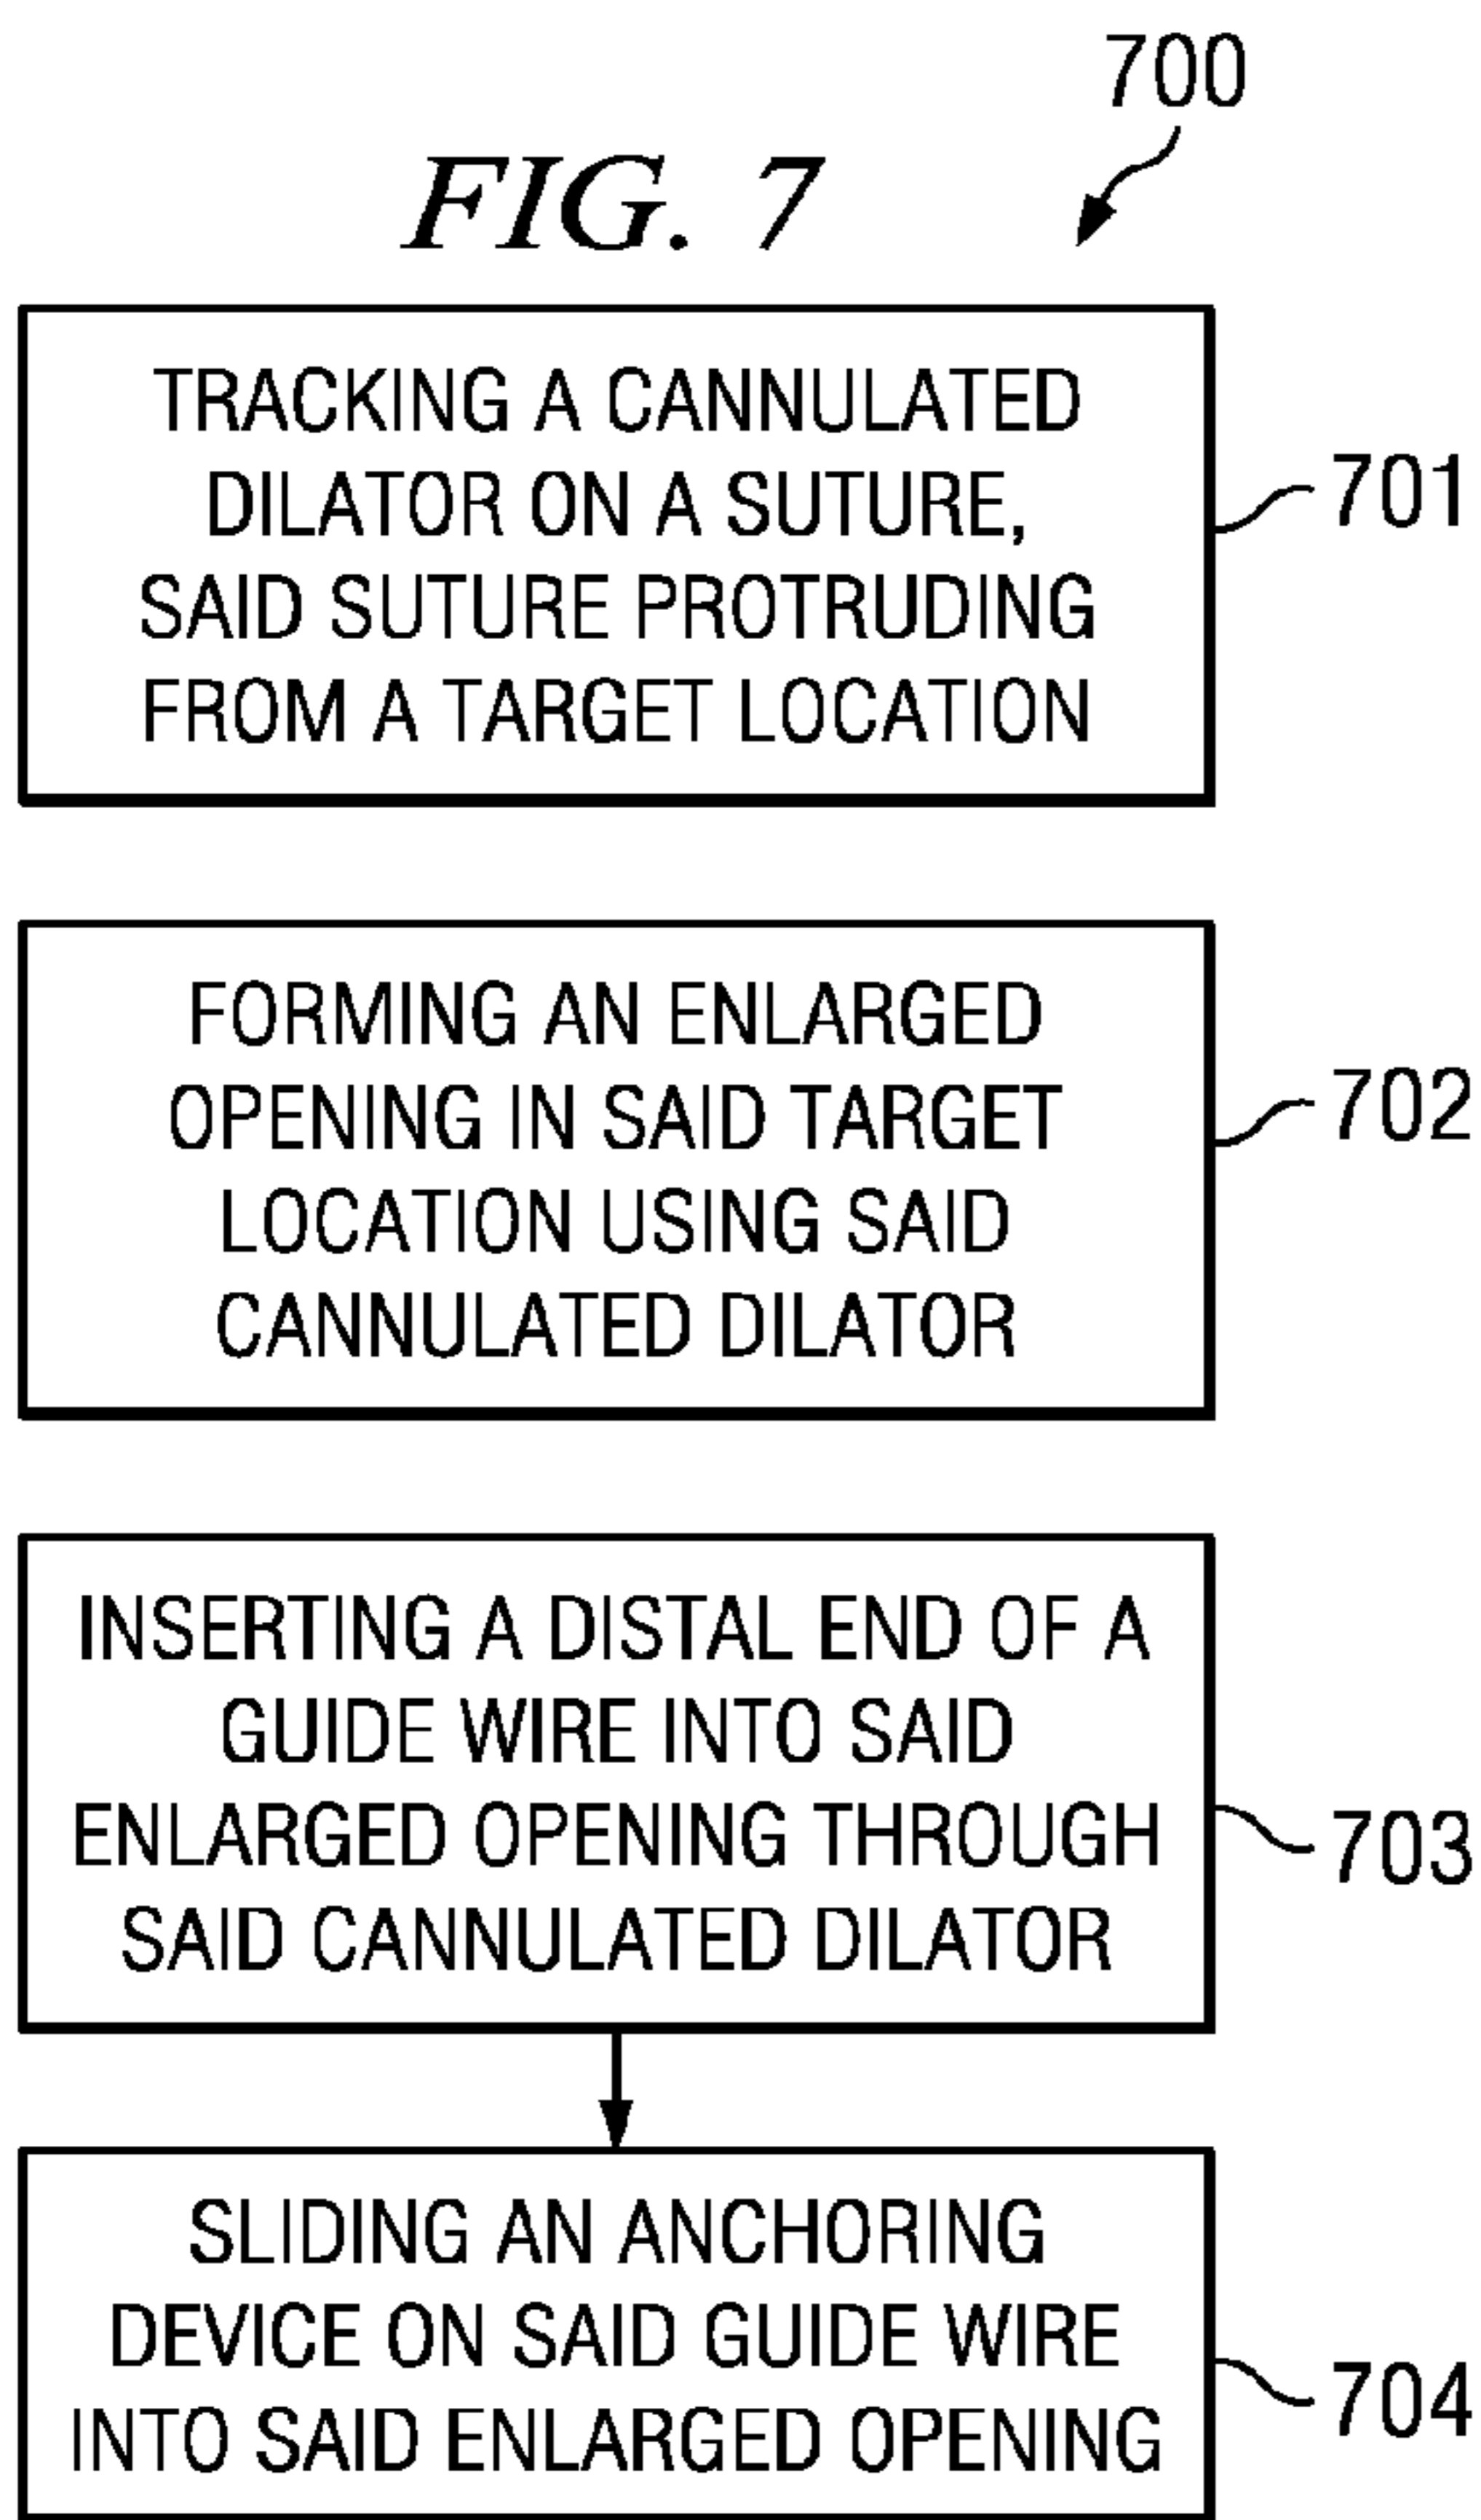 700
FIG. 7
TRACKING A CANNULATED
DILATOR ON A SUTURE,
SAID SUTURE PROTRUDING
FROM A TARGET LOCATION
701
FORMING AN ENLARGED
OPENING IN SAID TARGET
LOCATION USING SAID
CANNULATED DILATOR
702
INSERTING A DISTAL END OF A
GUIDE WIRE INTO SAID
ENLARGED OPENING THROUGH
SAID CANNULATED DILATOR
703
SLIDING AN ANCHORING
DEVICE ON SAID GUIDE WIRE
INTO SAID ENLARGED OPENING
704